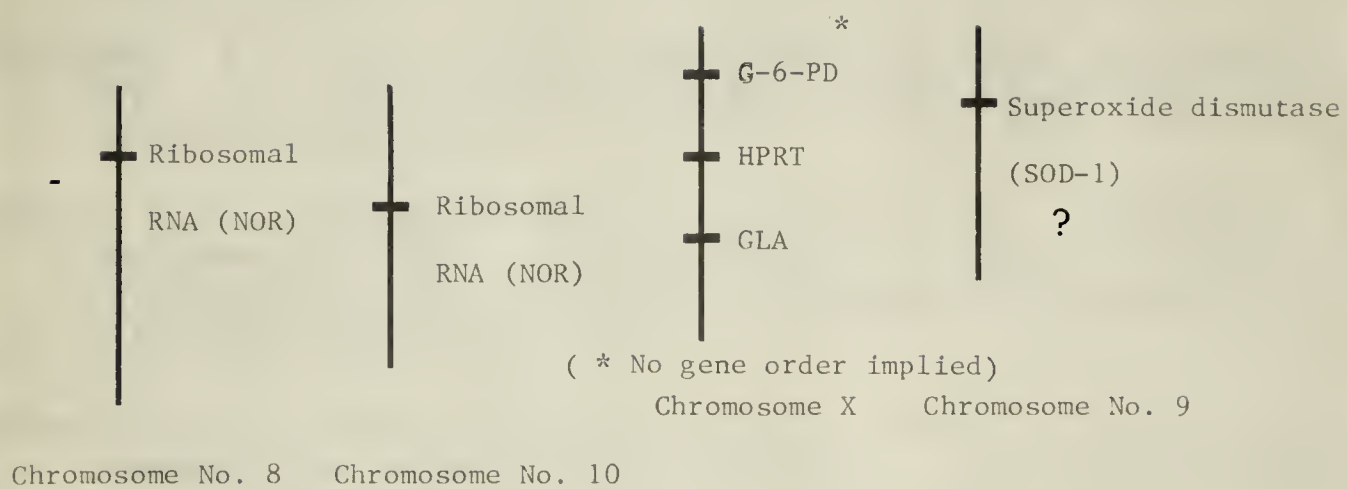 *
G-6-PD
Superoxide dismutase
Ribosomal
HPRT
(SOD-1)
RNA (NOR)
Ribosomal
?
GLA
RNA (NOR)
( * No gene order implied)
Chromosome X Chromosome No. 9
Chromosome No. 8 Chromosome No. 10